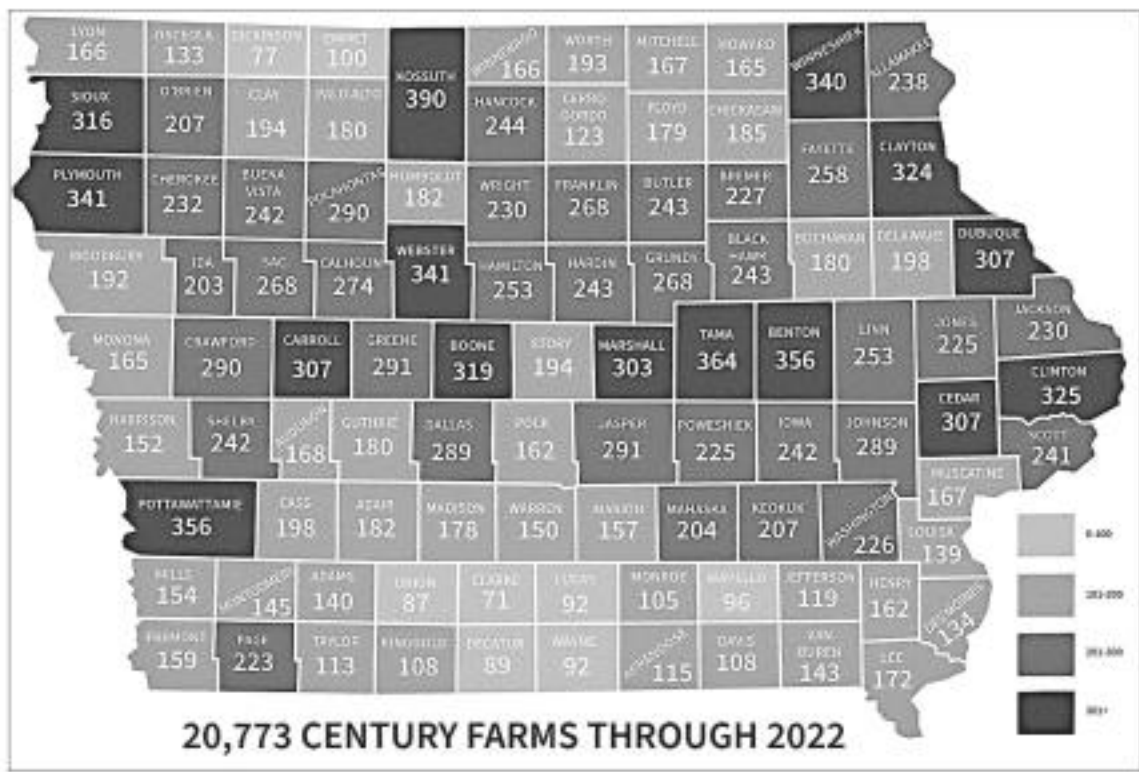 LYON
166
OSCEOLA
133
DICKINSON
77
EMMET
100
KOSSUTH
390
WINNEBAGO
166
WORTH
193
MITCHELL
167
HOWARD
165
WINNESHIEK
340
ALLAMAKEE
238
SIOUX
316
O'BRIEN
207
CLAY
194
PALO ALTO
180
HANCOCK
244
CERRO
GORDO
123
FLOYD
179
CHICKASAW
185
FAYETTE
258
CLAYTON
324
PLYMOUTH
341
CHEROKEE
232
BUENA
VISTA
242
POCAHONTAS
290
HUMBOLDT
182
WRIGHT
230
FRANKLIN
268
BUTLER
243
BREMER
227
WOODBURY
192
IDA
203
SAC
268
CALHOUN
274
WEBSTER
341
HAMILTON
253
HARDIN
243
GRUNDY
268
BLACK
HAWK
243
BUCHANAN
180
DELAWARE
198
DUBUQUE
307
MONONA
165
CRAWFORD
290
CARROLL
307
GREENE
291
BOONE
319
STORY
194
MARSHALL
303
TAMA
364
BENTON
356
LINN
253
JONES
225
JACKSON
230
CLINTON
325
CEDAR
307
HARRISON
152
SHELBY
242
AUDUBON
168
GUTHRIE
180
DALLAS
289
POLK
162
JASPER
291
POWESHIEK
225
IOWA
242
JOHNSON
289
SCOTT
241
MUSCATINE
167
POTTAWATTAMIE
356
CASS
198
ADAIR
182
MADISON
178
WARREN
150
MARION
157
MAHASKA
204
KEOKUK
207
WASHINGTON
226
LOUISA
139
MILLS
154
MONTGOMERY
145
ADAMS
140
UNION
87
CLARKE
71
LUCAS
92
MONROE
105
WAPELLO
96
JEFFERSON
119
HENRY
162
DES MOINES
134
FREMONT
159
PAGE
223
TAYLOR
113
RINGGOLD
108
DECATUR
89
WAYNE
92
APPANOOSE
115
DAVIS
108
VAN
BUREN
143
LEE
172
0-100
101-200
201-300
301+
20,773 CENTURY FARMS THROUGH 2022